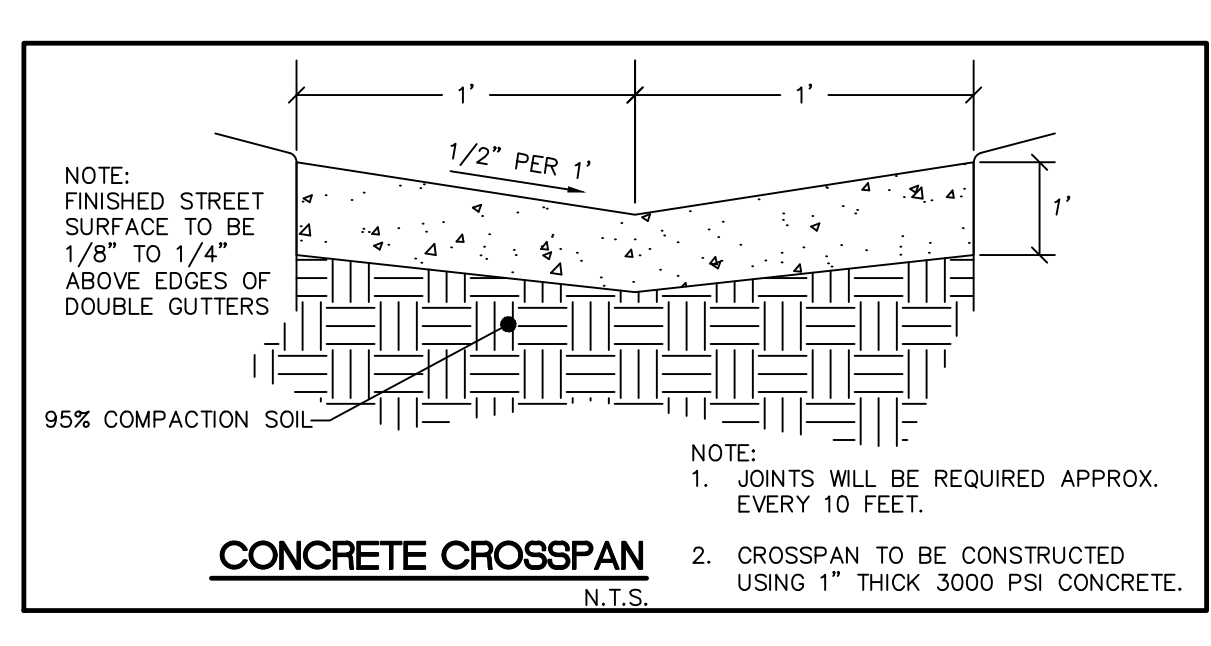 1'
1'
1/2" PER 1'
NOTE:
FINISHED STREET
SURFACE TO BE
1/8" TO 1/4"
ABOVE EDGES OF
DOUBLE GUTTERS
1'
95% COMPACTION SOIL
NOTE:
1. JOINTS WILL BE REQUIRED APPROX.
EVERY 10 FEET.
2. CROSSPAN TO BE CONSTRUCTED
USING 1" THICK 3000 PSI CONCRETE.
CONCRETE CROSSPAN
N.T.S.